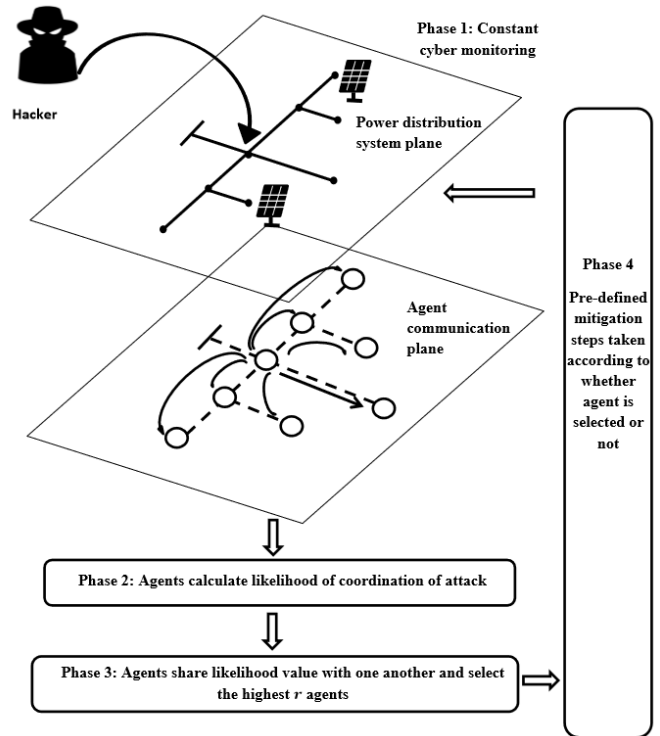 Phase 1: Constant
cyber monitoring
Hacker
Power distribution
system plane
Agent
communication
plane
Phase 2: Agents calculate likelihood of coordination of attack
Phase 3: Agents share likelihood value with one another and select
the highest r agents
Phase 4
Pre-defined
mitigation
steps taken
according to
whether
agent is
selected or
not